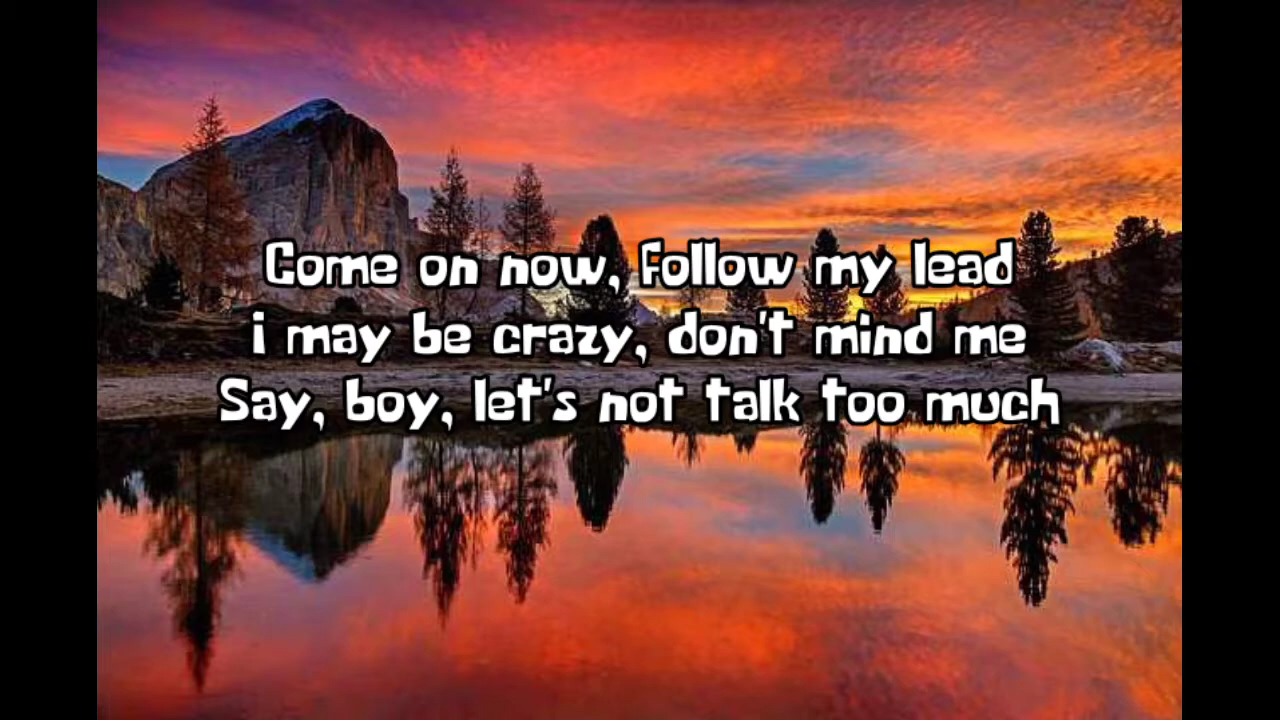 Come on now, follow my lead
i may be crazy, don't mind me
Say, boy, let's not talk too much